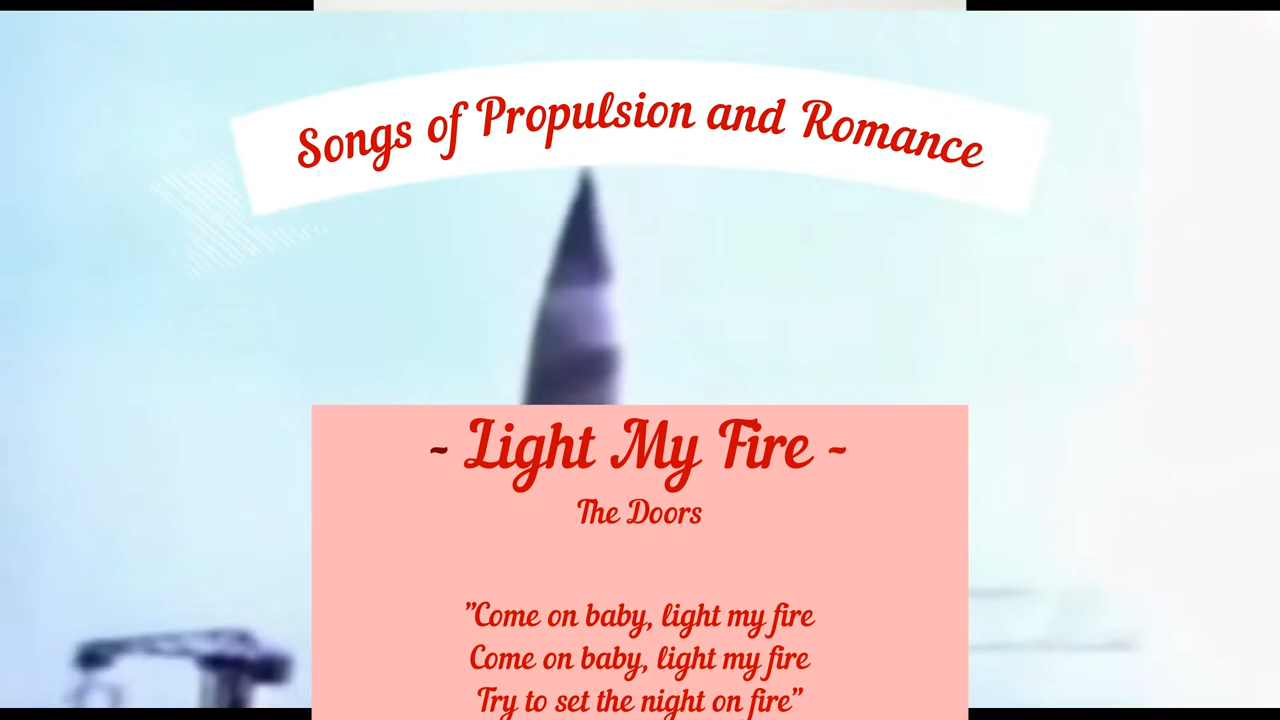 Songs of Propulsion and Romance
~ Light My Fire ~
The Doors
"Come on baby, light my fire
Come on baby, light my fire
Try to set the night on fire"